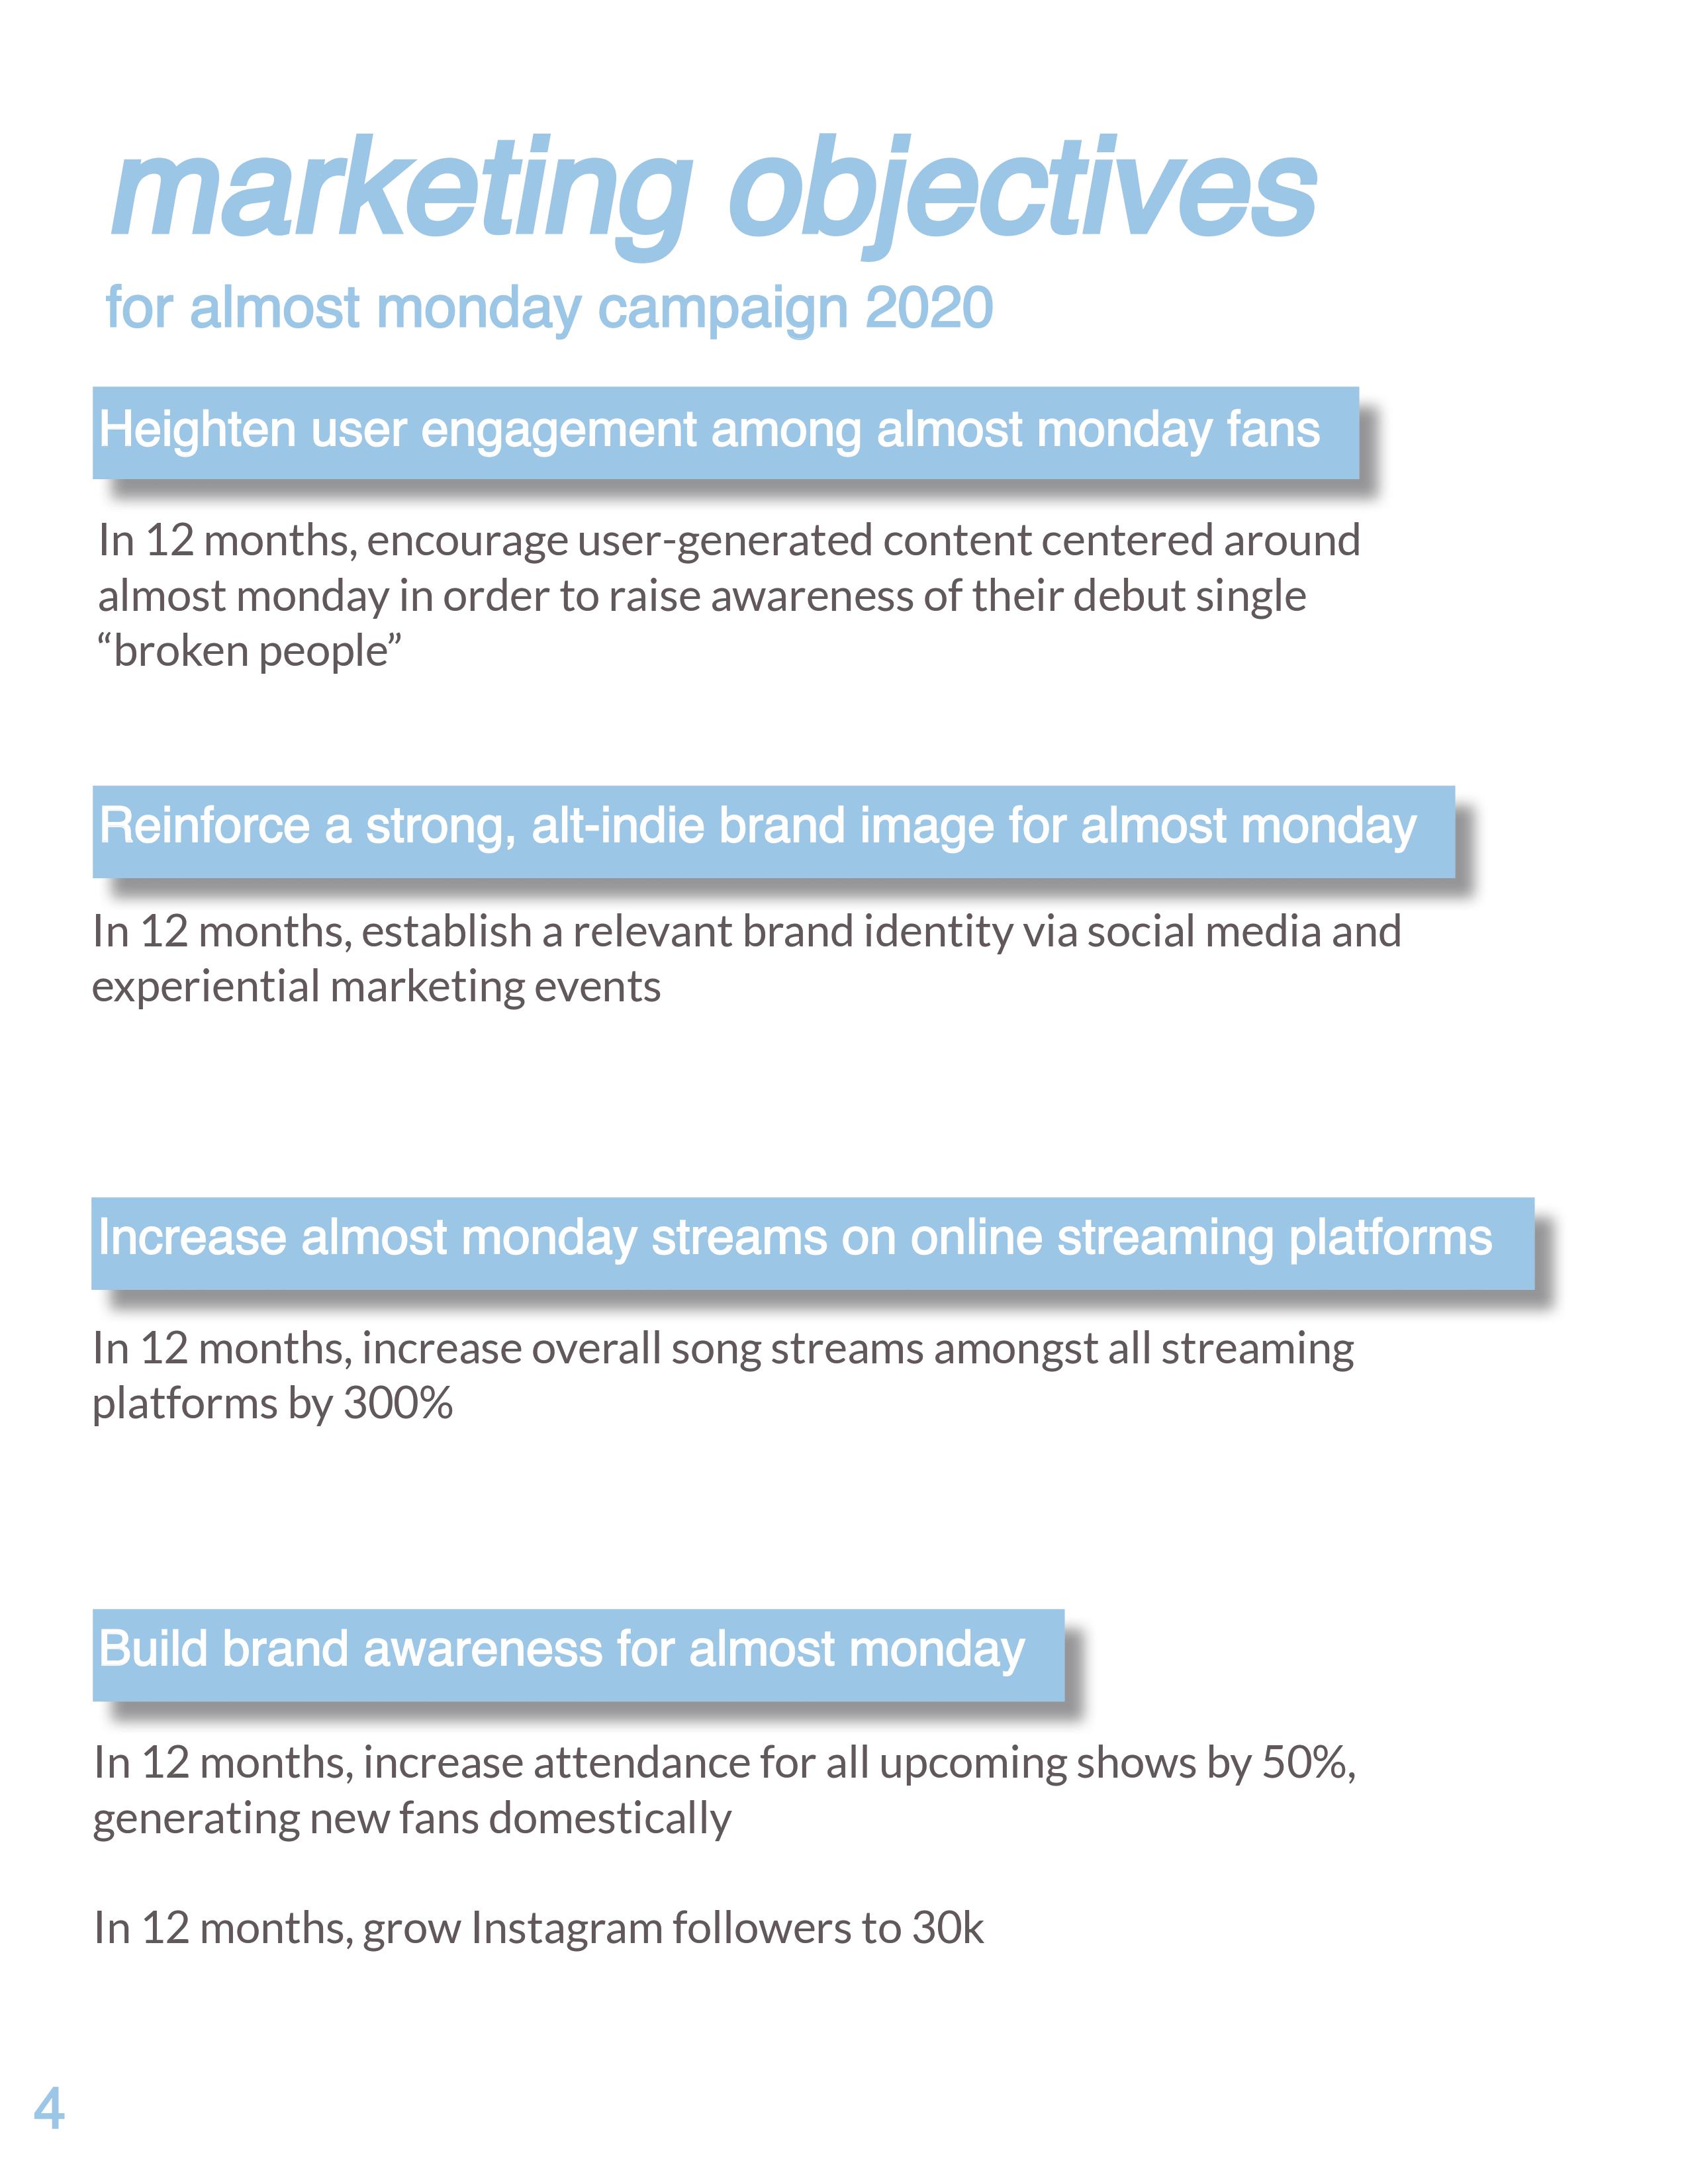 marketing objectives
for almost monday campaign 2020
Heighten user engagement among almost monday fans
In 12 months, encourage user-generated content centered around
almost monday in order to raise awareness of their debut single
“broken people”
Reinforce a strong, alt-indie brand image for almost monday
In 12 months, establish a relevant brand identity via social media and
experiential marketing events
Increase almost monday streams on online streaming platforms
In 12 months, increase overall song streams amongst all streaming
platforms by 300%
Build brand awareness for almost monday
In 12 months, increase attendance for all upcoming shows by 50%,
generating new fans domestically
In 12 months, grow Instagram followers to 30k
4